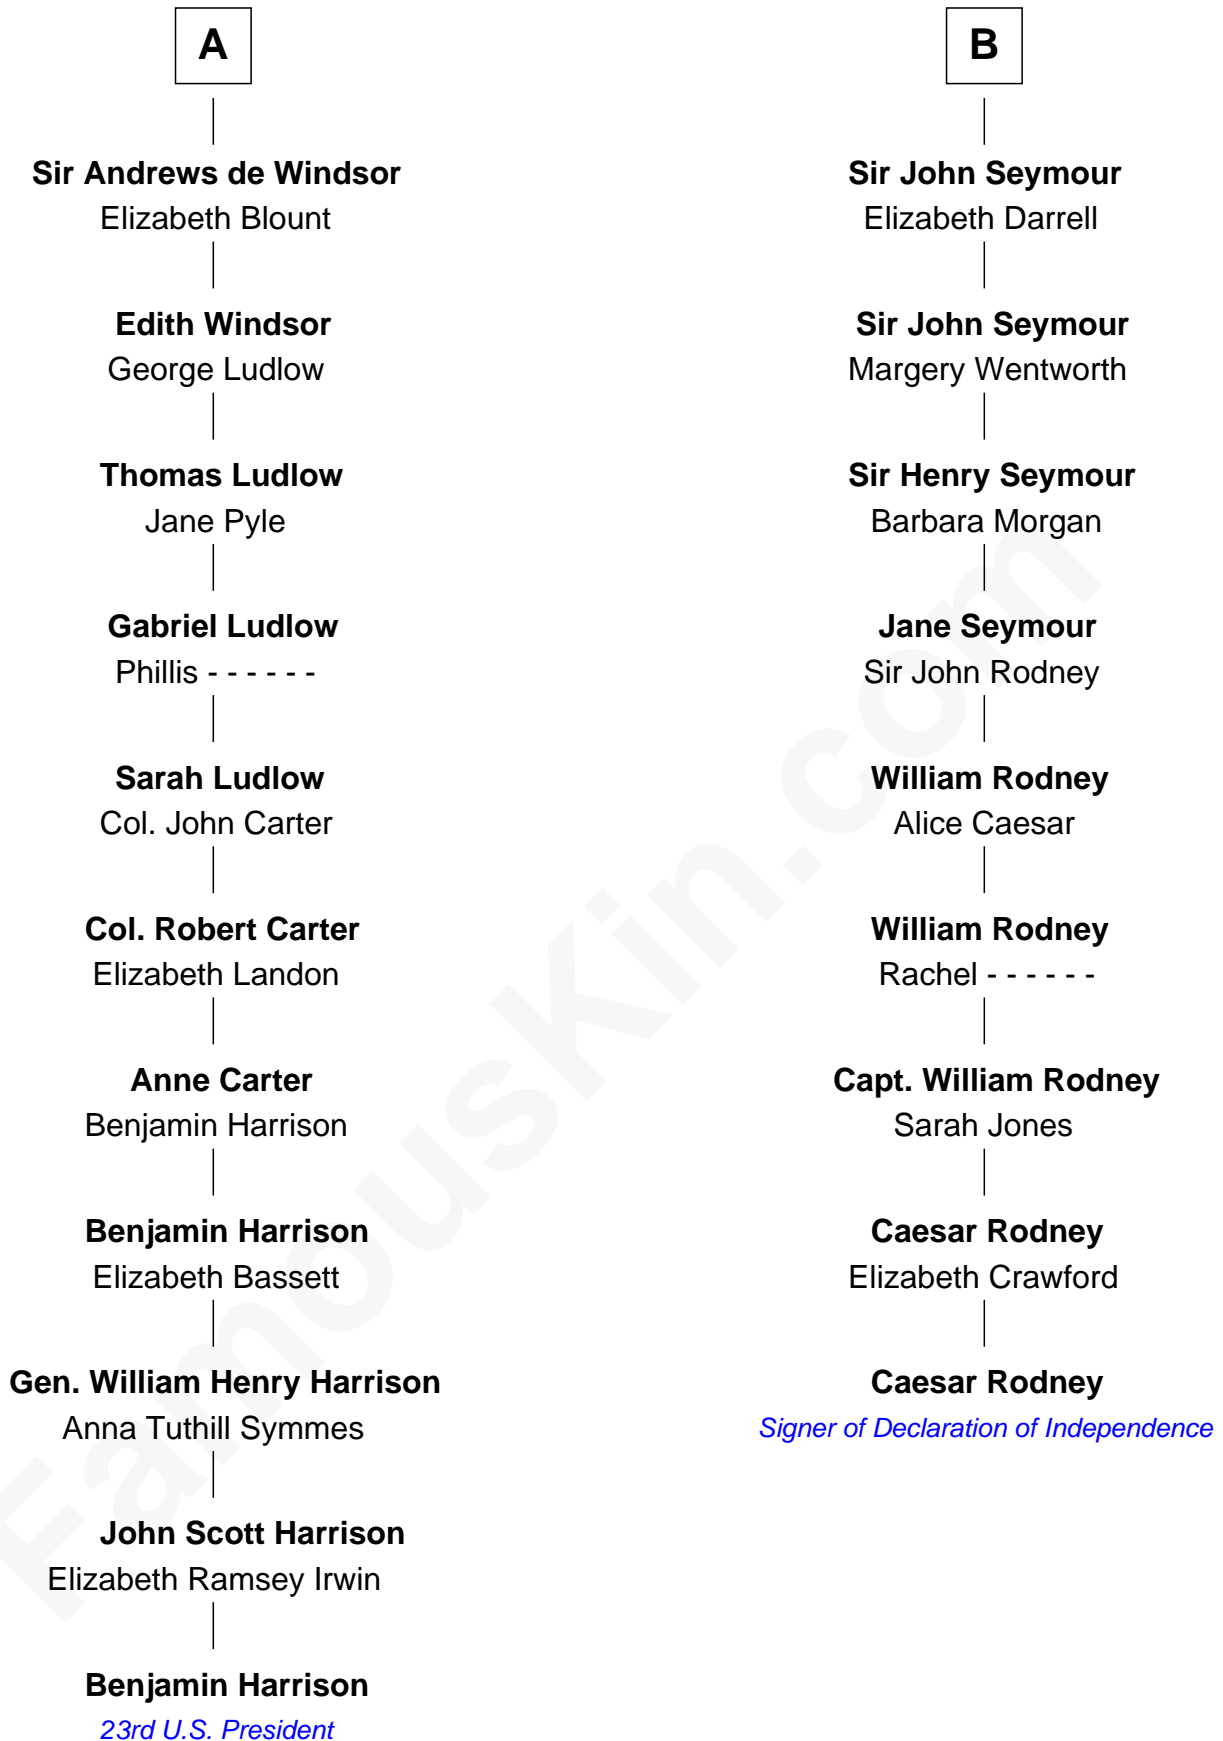 A
Sir Andrews de Windsor
Elizabeth Blount
Edith Windsor
George Ludlow
Thomas Ludlow
Jane Pyle
Gabriel Ludlow
Phillis - - - - - -
Sarah Ludlow
Col. John Carter
Col. Robert Carter
Elizabeth Landon
Anne Carter
Benjamin Harrison
Benjamin Harrison
Elizabeth Bassett
Gen. William Henry Harrison
Anna Tuthill Symmes
John Scott Harrison
Elizabeth Ramsey Irwin
Benjamin Harrison
23rd U.S. President
B
Sir John Seymour
Elizabeth Darrell
Sir John Seymour
Margery Wentworth
Sir Henry Seymour
Barbara Morgan
Jane Seymour
Sir John Rodney
William Rodney
Alice Caesar
William Rodney
Rachel - - - - - -
Capt. William Rodney
Sarah Jones
Caesar Rodney
Elizabeth Crawford
Caesar Rodney
Signer of Declaration of Independence
FamousKin.com